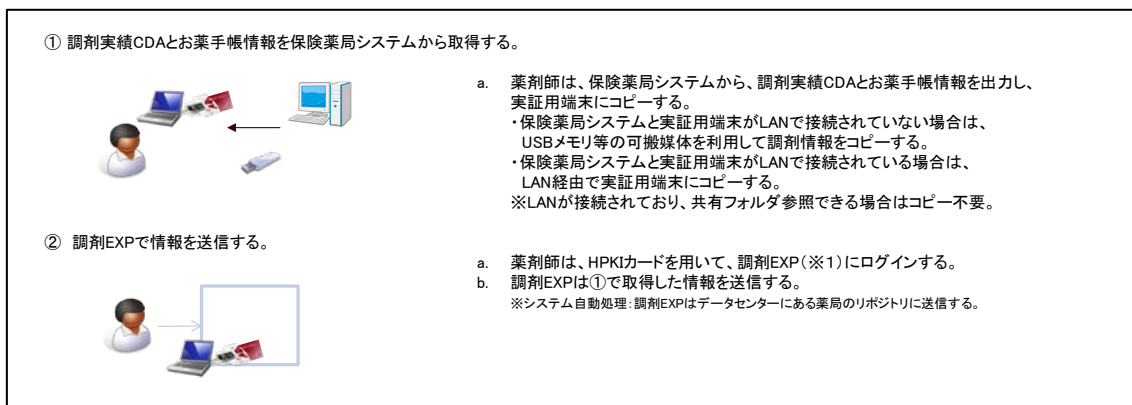 ① 調剤実績CDAとお薬手帳情報を保険薬局システムから取得する。
a. 薬剤師は、保険薬局システムから、調剤実績CDAとお薬手帳情報を出力し、
実証用端末にコピーする。
・保険薬局システムと実証用端末がLANで接続されていない場合は、
USBメモリ等の可搬媒体を利用して調剤情報をコピーする。
・保険薬局システムと実証用端末がLANで接続されている場合は、
LAN経由で実証用端末にコピーする。
※LANが接続されており、共有フォルダ参照できる場合はコピー不要。
② 調剤EXPで情報を送信する。
a. 薬剤師は、HPKIカードを用いて、調剤EXP(※1)にログインする。
b. 調剤EXPは①で取得した情報を送信する。
※システム自動処理:調剤EXPはデータセンターにある薬局のリポジトリに送信する。